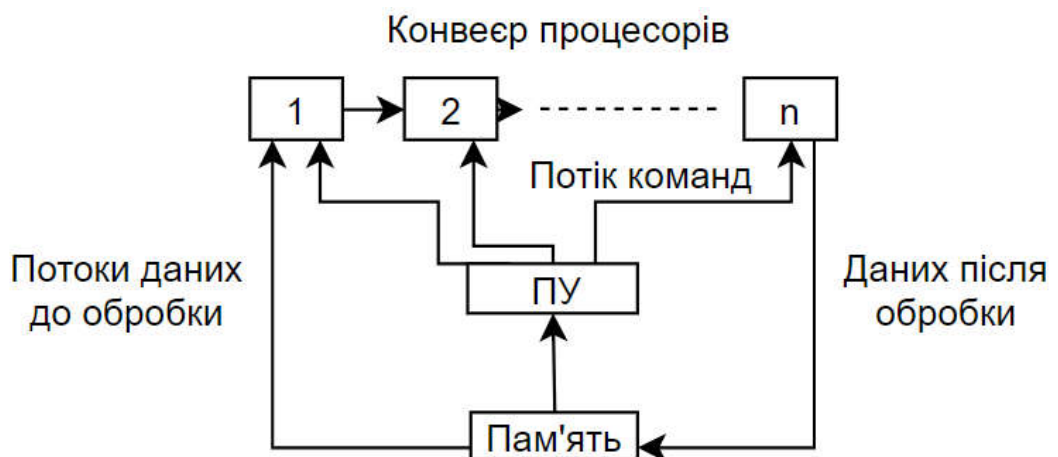 Конвеєр процесорів
1
2
n
Потік команд
Потоки даних
до обробки
ПУ
Даних після
обробки
Пам'ять